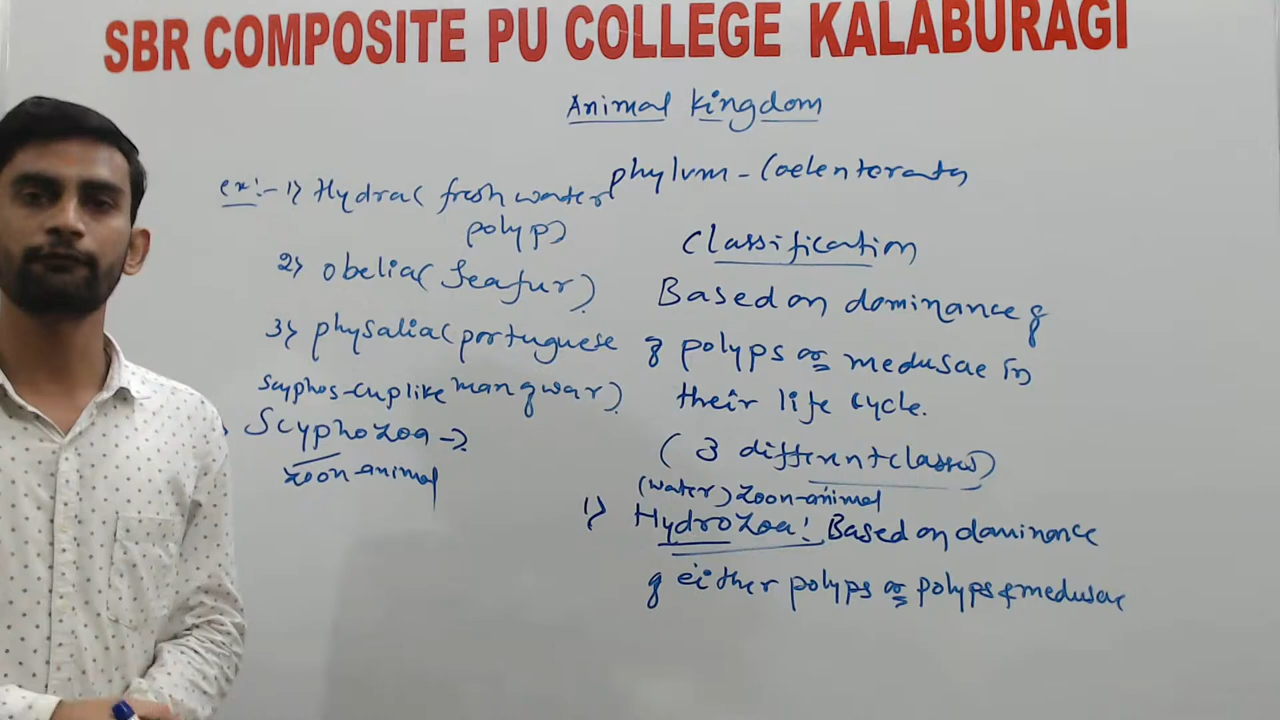 SBR COMPOSITE PU COLLEGE KALABURAGI
Animal kingdom
phylum - Coelenterata
Classification
Based on dominance of
of polyps or medusae in
their life cycle.
(3 different classes)
(water) zoon-animal
1) Hydrozoa: Based on dominance
of either polyps or polyps & medusae
ex:- 1) Hydra (fresh water
polyp)
2) obelia (seafur)
3) physalia (portuguese
man of war)
scyphos-cup like
Scyphozoa →
zoon-animal